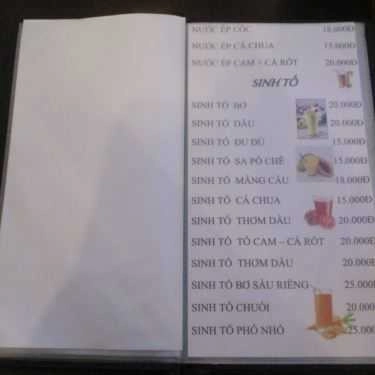 NƯỚC ÉP CÓC 18.000Đ
NƯỚC ÉP CÀ CHUA 15.000Đ
NƯỚC ÉP CAM + CÀ RỐT 20.000Đ
SINH TỐ
SINH TỐ BƠ 20.000Đ
SINH TỐ DÂU 20.000Đ
SINH TỐ ĐU ĐỦ 15.000Đ
SINH TỐ SA PÔ CHÊ 15.000Đ
SINH TỐ MÃNG CẦU 18.000Đ
SINH TỐ CÀ CHUA 15.000Đ
SINH TỐ THƠM DÂU 20.000Đ
SINH TỐ TÔ CAM – CÀ RỐT 20.000Đ
SINH TỐ THƠM DÂU 20.000Đ
SINH TỐ BƠ SẦU RIÊNG 25.000Đ
SINH TỐ CHUỐI 20.000
SINH TỐ PHÔ NHỎ 25.000